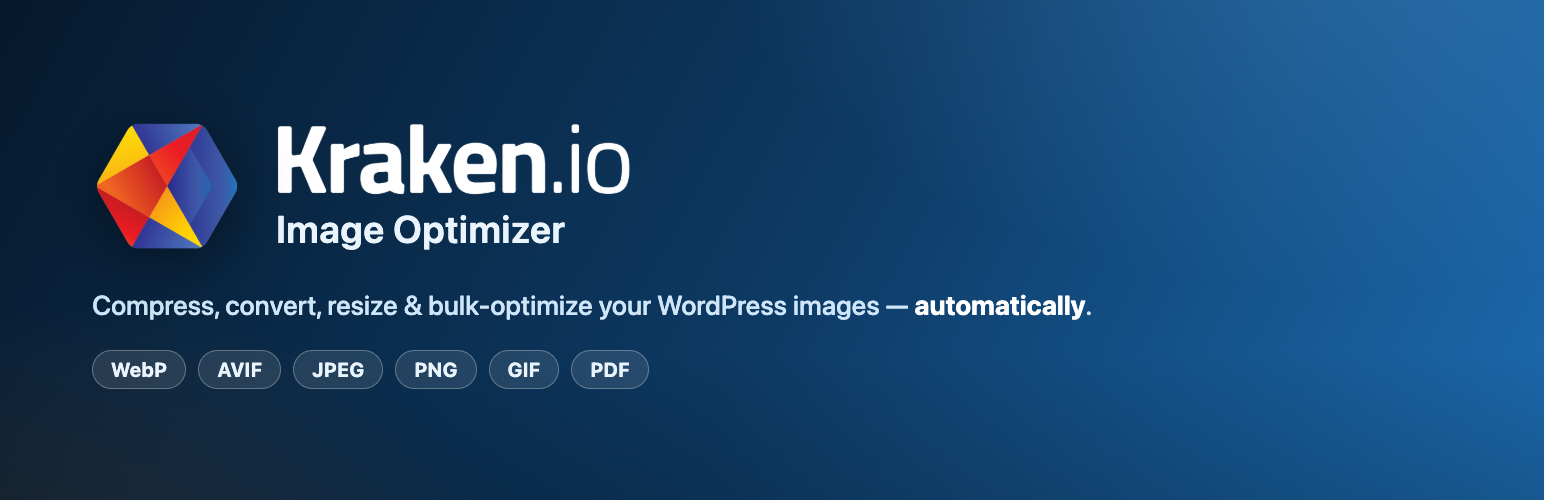 Kraken.io
Image Optimizer
Compress, convert, resize & bulk-optimize your WordPress images — automatically.
WebP AVIF JPEG PNG GIF PDF